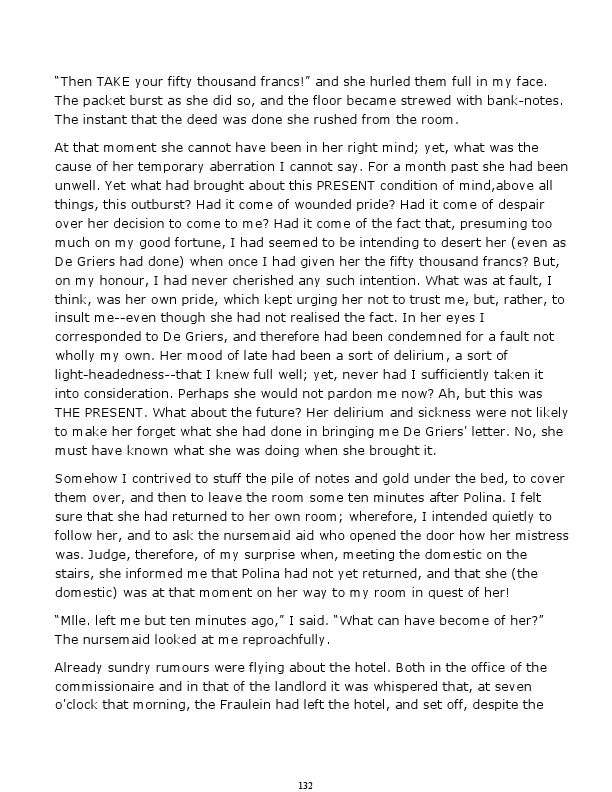 “Then TAKE your fifty thousand francs!” and she hurled them full in my face.
The packet burst as she did so, and the floor became strewed with bank-notes.
The instant that the deed was done she rushed from the room.
At that moment she cannot have been in her right mind; yet, what was the
cause of her temporary aberration I cannot say. For a month past she had been
unwell. Yet what had brought about this PRESENT condition of mind,above all
things, this outburst? Had it come of wounded pride? Had it come of despair
over her decision to come to me? Had it come of the fact that, presuming too
much on my good fortune, I had seemed to be intending to desert her (even as
De Griers had done) when once I had given her the fifty thousand francs? But,
on my honour, I had never cherished any such intention. What was at fault, I
think, was her own pride, which kept urging her not to trust me, but, rather, to
insult me--even though she had not realised the fact. In her eyes I
corresponded to De Griers, and therefore had been condemned for a fault not
wholly my own. Her mood of late had been a sort of delirium, a sort of
light-headedness--that I knew full well; yet, never had I sufficiently taken it
into consideration. Perhaps she would not pardon me now? Ah, but this was
THE PRESENT. What about the future? Her delirium and sickness were not likely
to make her forget what she had done in bringing me De Griers' letter. No, she
must have known what she was doing when she brought it.
Somehow I contrived to stuff the pile of notes and gold under the bed, to cover
them over, and then to leave the room some ten minutes after Polina. I felt
sure that she had returned to her own room; wherefore, I intended quietly to
follow her, and to ask the nursemaid aid who opened the door how her mistress
was. Judge, therefore, of my surprise when, meeting the domestic on the
stairs, she informed me that Polina had not yet returned, and that she (the
domestic) was at that moment on her way to my room in quest of her!
“Mlle. left me but ten minutes ago,” I said. “What can have become of her?”
The nursemaid looked at me reproachfully.
Already sundry rumours were flying about the hotel. Both in the office of the
commissionaire and in that of the landlord it was whispered that, at seven
o'clock that morning, the Fraulein had left the hotel, and set off, despite the
132